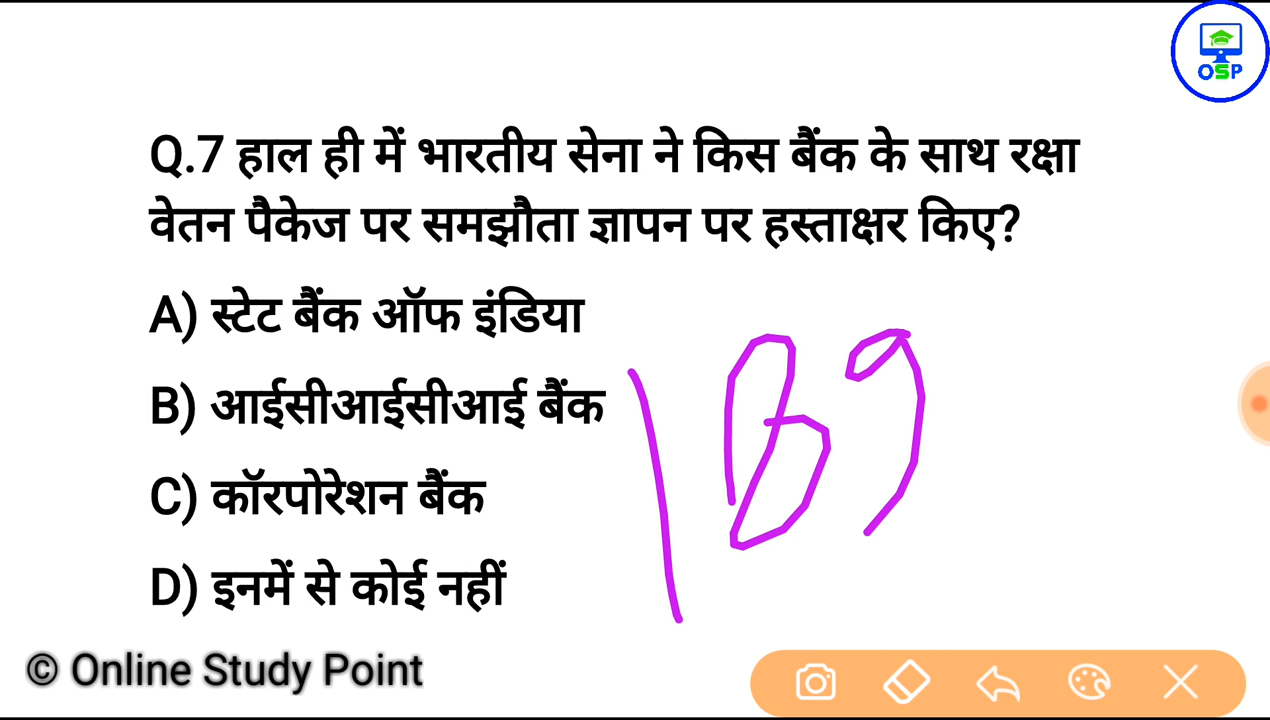 OSP
Q.7 हाल ही में भारतीय सेना ने किस बैंक के साथ रक्षा
वेतन पैकेज पर समझौता ज्ञापन पर हस्ताक्षर किए?
A) स्टेट बैंक ऑफ इंडिया
B) आईसीआईसीआई बैंक
C) कॉरपोरेशन बैंक
D) इनमें से कोई नहीं
© Online Study Point